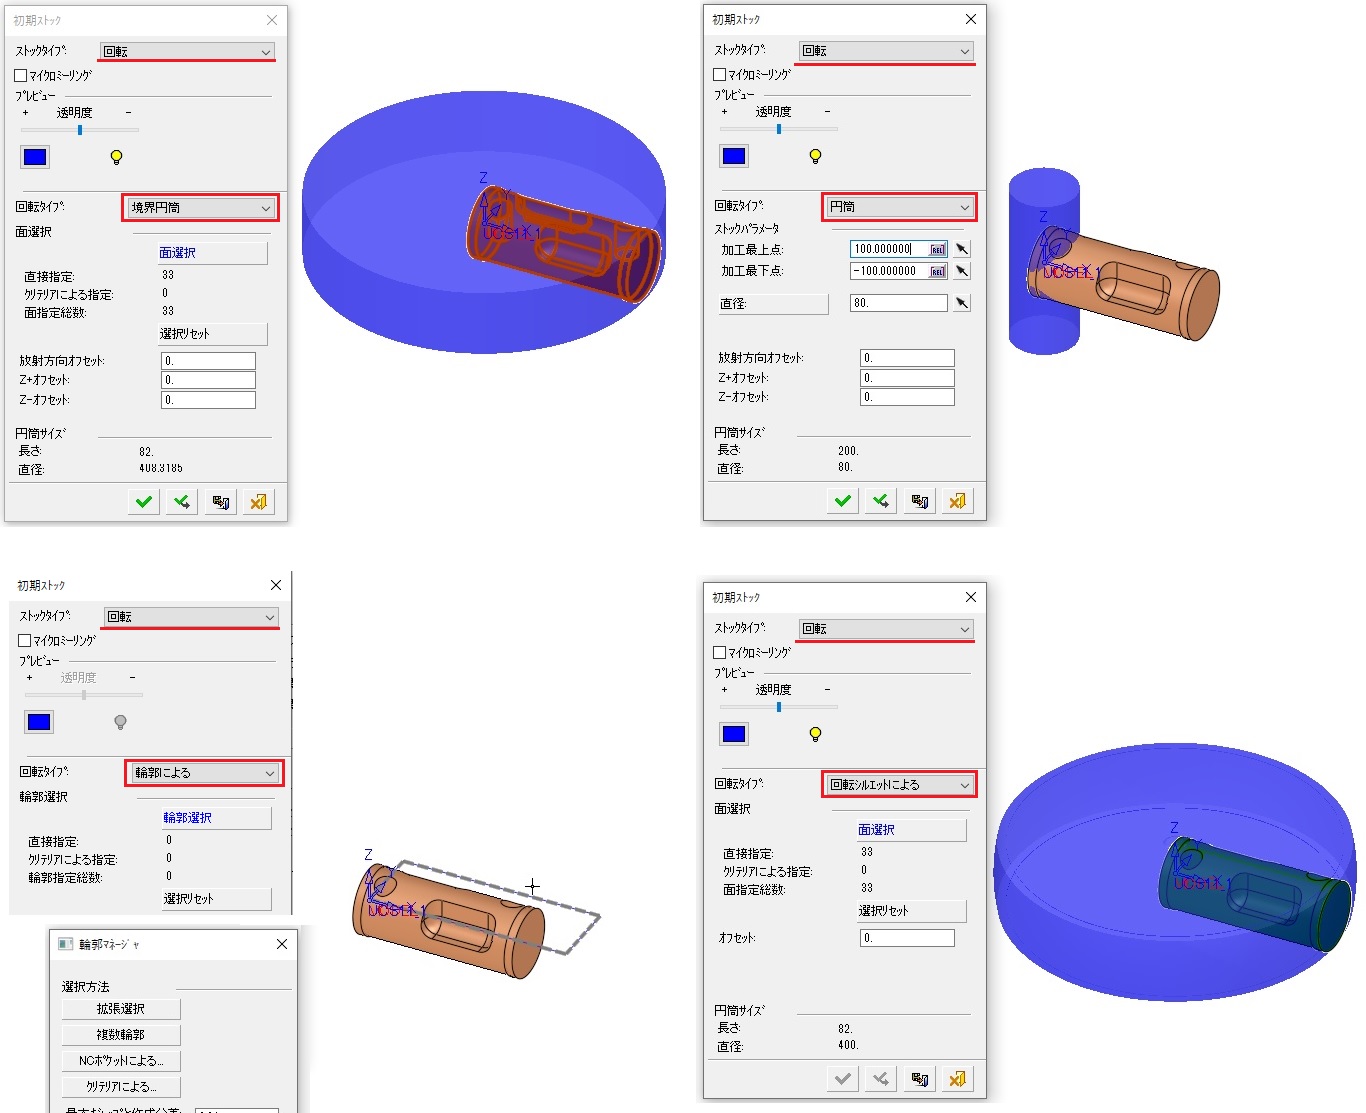 初期ストック
ストックタイプ: 回転
マイクロミーリング
プレビュー
+ 透明度 -
回転タイプ: 境界円筒
面選択
面選択
直接指定: 33
クリテリアによる指定: 0
面指定総数: 33
選択リセット
放射方向オフセット: 0.
Z+オフセット: 0.
Z-オフセット: 0.
円筒サイズ
長さ: 82.
直径: 408.3185
Z
初期ストック
ストックタイプ: 回転
マイクロミーリング
プレビュー
+ 透明度 -
回転タイプ: 円筒
ストックパラメータ
加工最上点: 100.000000 REL
加工最下点: -100.000000 REL
直径: 80.
放射方向オフセット: 0.
Z+オフセット: 0.
Z-オフセット: 0.
円筒サイズ
長さ: 200.
直径: 80.
Z
初期ストック
ストックタイプ: 回転
マイクロミーリング
プレビュー
+ 透明度 -
回転タイプ: 輪郭による
輪郭選択
輪郭選択
直接指定: 0
クリテリアによる指定: 0
輪郭指定総数: 0
選択リセット
輪郭マネージャ
選択方法
拡張選択
複数輪郭
NCポケットによる...
クリテリアによる...
Z
初期ストック
ストックタイプ: 回転
マイクロミーリング
プレビュー
+ 透明度 -
回転タイプ: 回転シルエットによる
面選択
面選択
直接指定: 33
クリテリアによる指定: 0
面指定総数: 33
選択リセット
オフセット: 0.
円筒サイズ
長さ: 82.
直径: 400.
Z